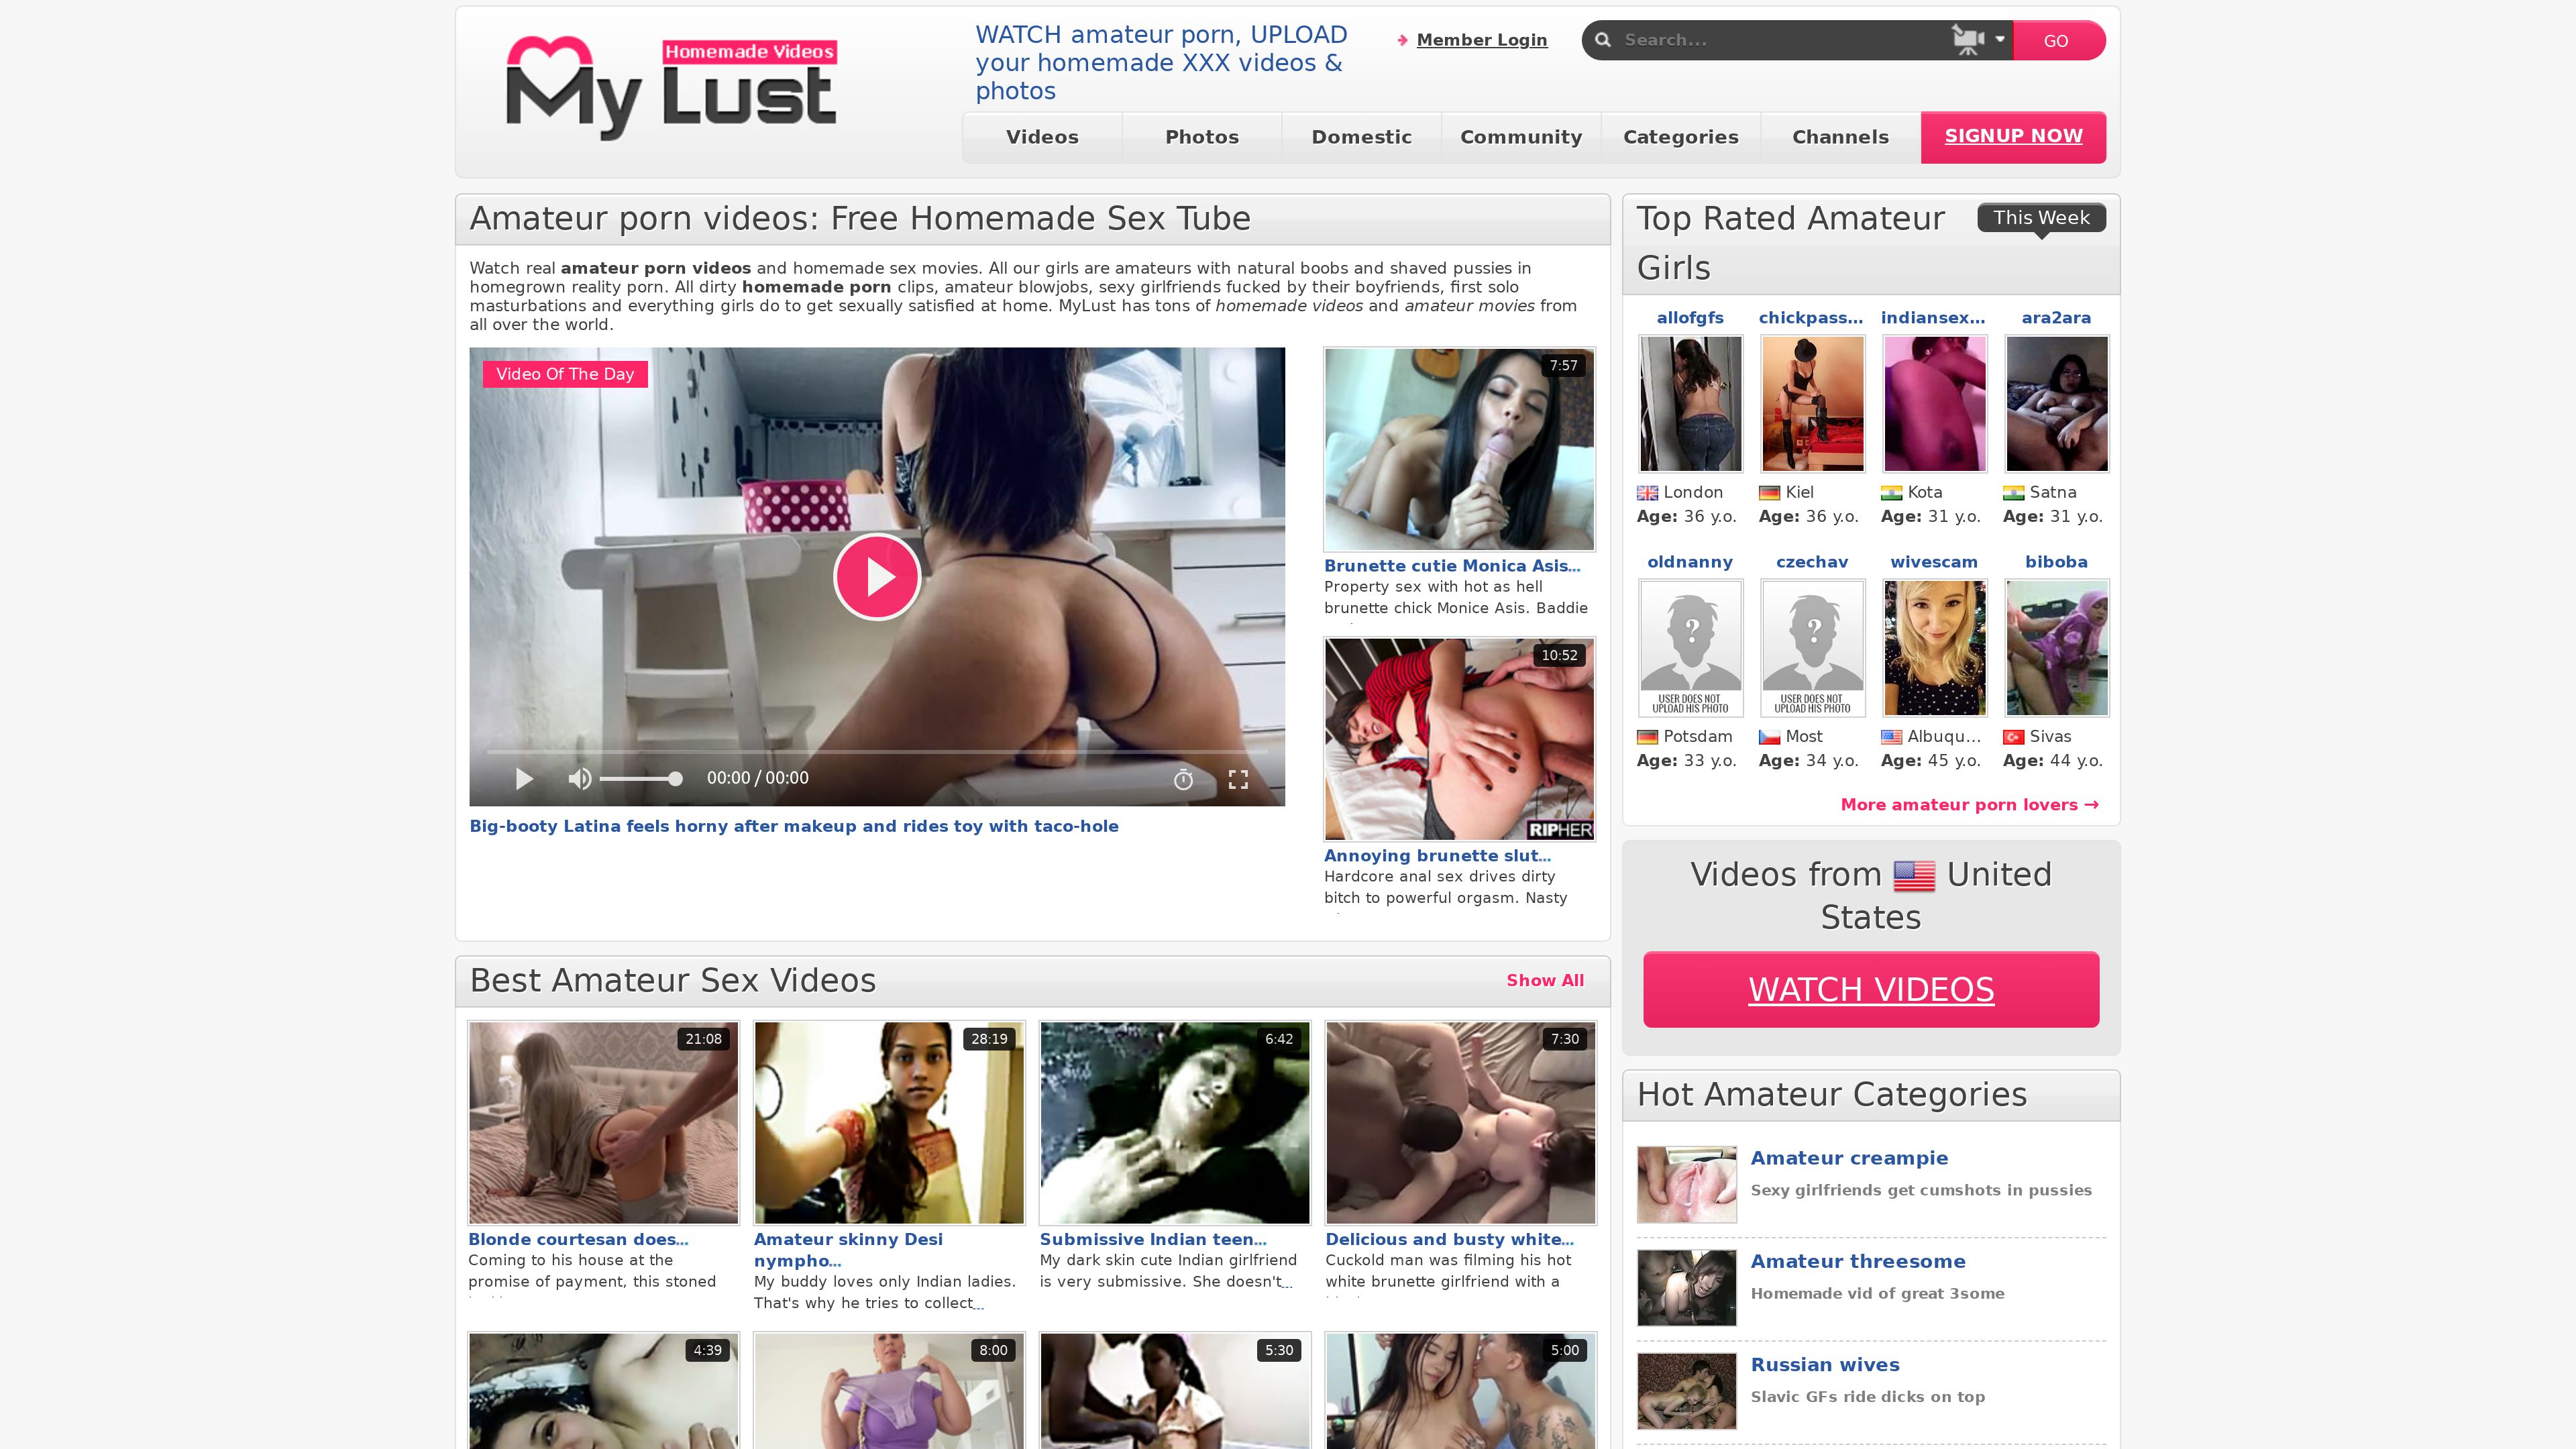 Homemade Videos
My Lust
WATCH amateur porn, UPLOAD
your homemade XXX videos &
photos
Member Login
Search...
GO
Videos
Photos
Domestic
Community
Categories
Channels
SIGNUP NOW
Amateur porn videos: Free Homemade Sex Tube
Watch real amateur porn videos and homemade sex movies. All our girls are amateurs with natural boobs and shaved pussies in
homegrown reality porn. All dirty homemade porn clips, amateur blowjobs, sexy girlfriends fucked by their boyfriends, first solo
masturbations and everything girls do to get sexually satisfied at home. MyLust has tons of homemade videos and amateur movies from
all over the world.
Video Of The Day
00:00 / 00:00
Big-booty Latina feels horny after makeup and rides toy with taco-hole
7:57
Brunette cutie Monica Asis...
Property sex with hot as hell
brunette chick Monice Asis. Baddie
10:52
RIPHER
Annoying brunette slut...
Hardcore anal sex drives dirty
bitch to powerful orgasm. Nasty
Top Rated Amateur
Girls
This Week
allofgfs
chickpass...
indiansex...
ara2ara
London
Kiel
Kota
Satna
Age: 36 y.o.
Age: 36 y.o.
Age: 31 y.o.
Age: 31 y.o.
oldnanny
czechav
wivescam
biboba
?
?
USER DOES NOT
UPLOAD HIS PHOTO
USER DOES NOT
UPLOAD HIS PHOTO
Potsdam
Most
Albuqu...
Sivas
Age: 33 y.o.
Age: 34 y.o.
Age: 45 y.o.
Age: 44 y.o.
More amateur porn lovers →
Videos from United
States
WATCH VIDEOS
Best Amateur Sex Videos
Show All
21:08
28:19
6:42
7:30
Blonde courtesan does...
Coming to his house at the
promise of payment, this stoned
Amateur skinny Desi
nympho...
My buddy loves only Indian ladies.
That's why he tries to collect...
Submissive Indian teen...
My dark skin cute Indian girlfriend
is very submissive. She doesn't...
Delicious and busty white...
Cuckold man was filming his hot
white brunette girlfriend with a
4:39
8:00
5:30
5:00
Hot Amateur Categories
Amateur creampie
Sexy girlfriends get cumshots in pussies
Amateur threesome
Homemade vid of great 3some
Russian wives
Slavic GFs ride dicks on top